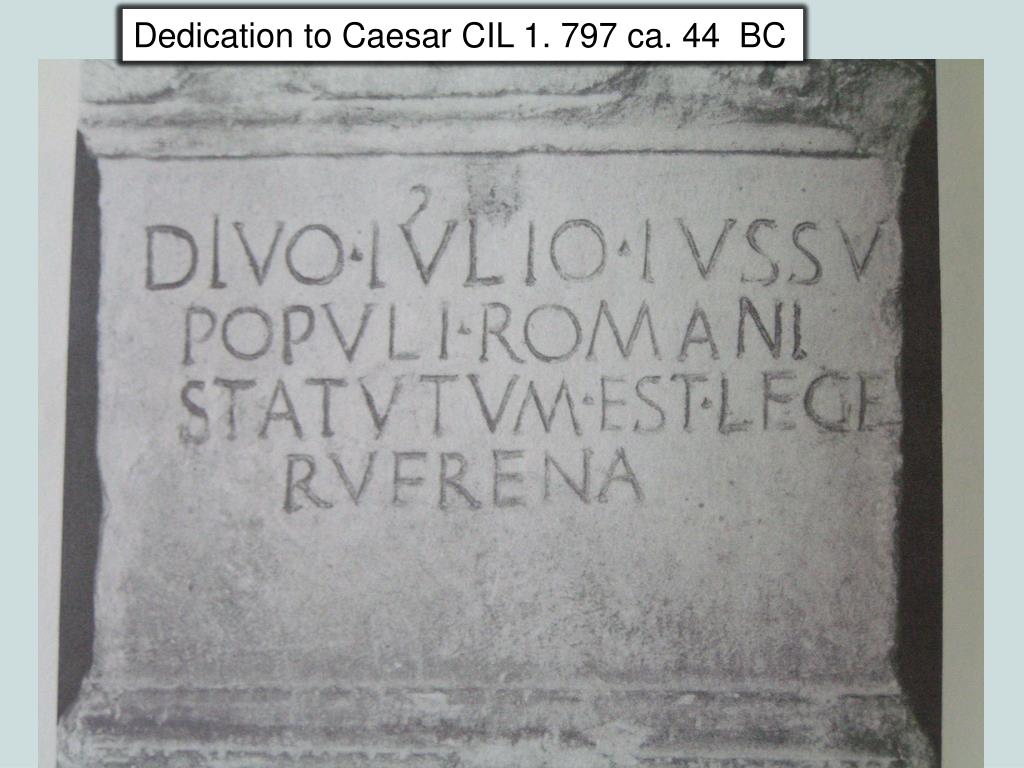 Dedication to Caesar CIL 1. 797 ca. 44 BC
DIVO·IVLIO·IVSSV
POPVLI·ROMANI
STATVTVM·EST·LEGE
RVFRENA